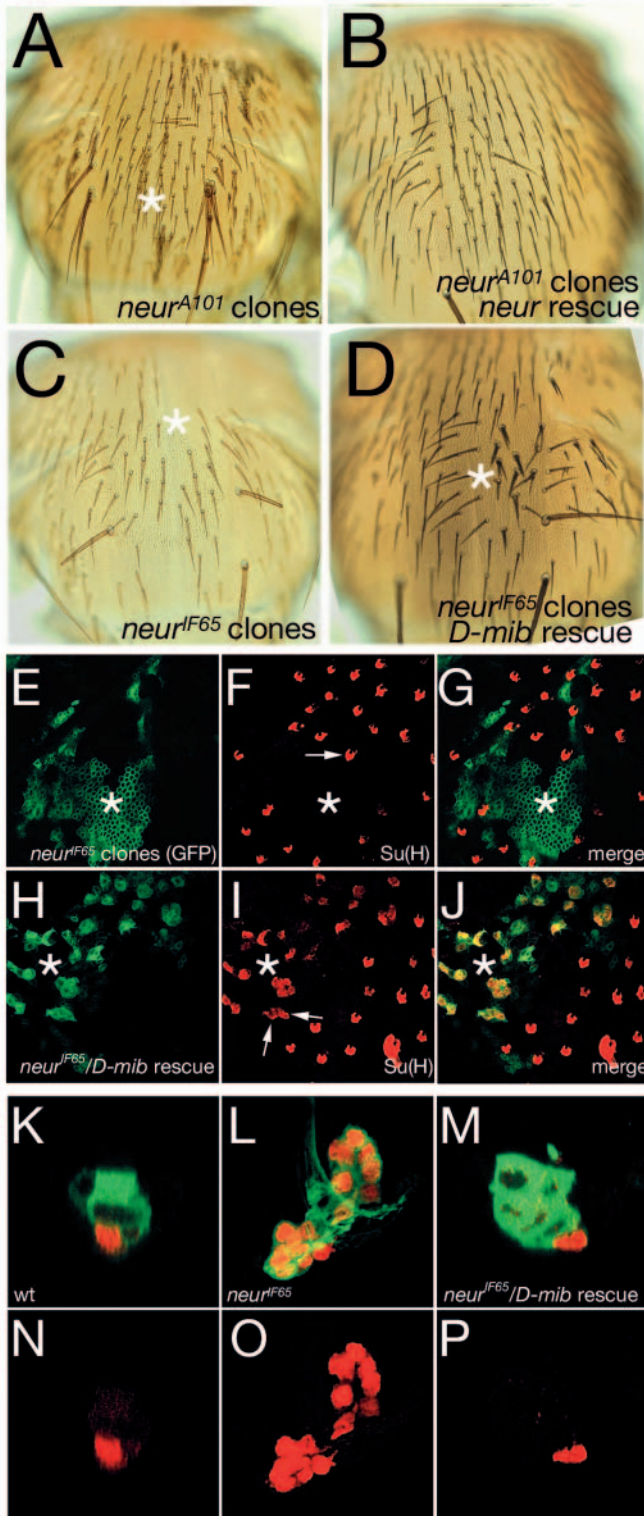 A
neurA101 clones
B
neurA101 clones
neur rescue
C
neurIF65 clones
D
neurIF65 clones
D-mib rescue
E
neurIF65 clones (GFP)
F
Su(H)
G
merge
H
neurIF65/D-mib rescue
I
Su(H)
J
merge
K
wt
L
neurIF65
M
neurIF65/D-mib rescue
N
O
P